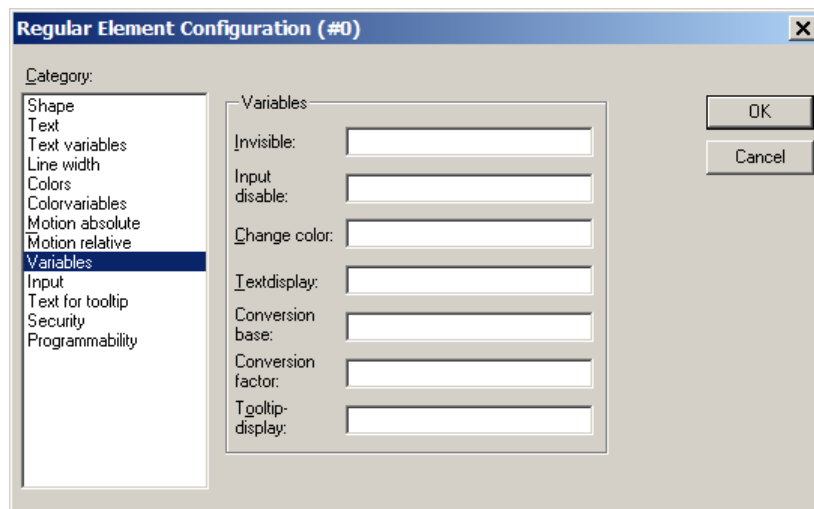 Regular Element Configuration (#0)
Category:
Shape
Text
Text variables
Line width
Colors
Colorvariables
Motion absolute
Motion relative
Variables
Input
Text for tooltip
Security
Programmability
Variables
Invisible:
Input
disable:
Change color:
Textdisplay:
Conversion
base:
Conversion
factor:
Tooltip-
display:
OK
Cancel